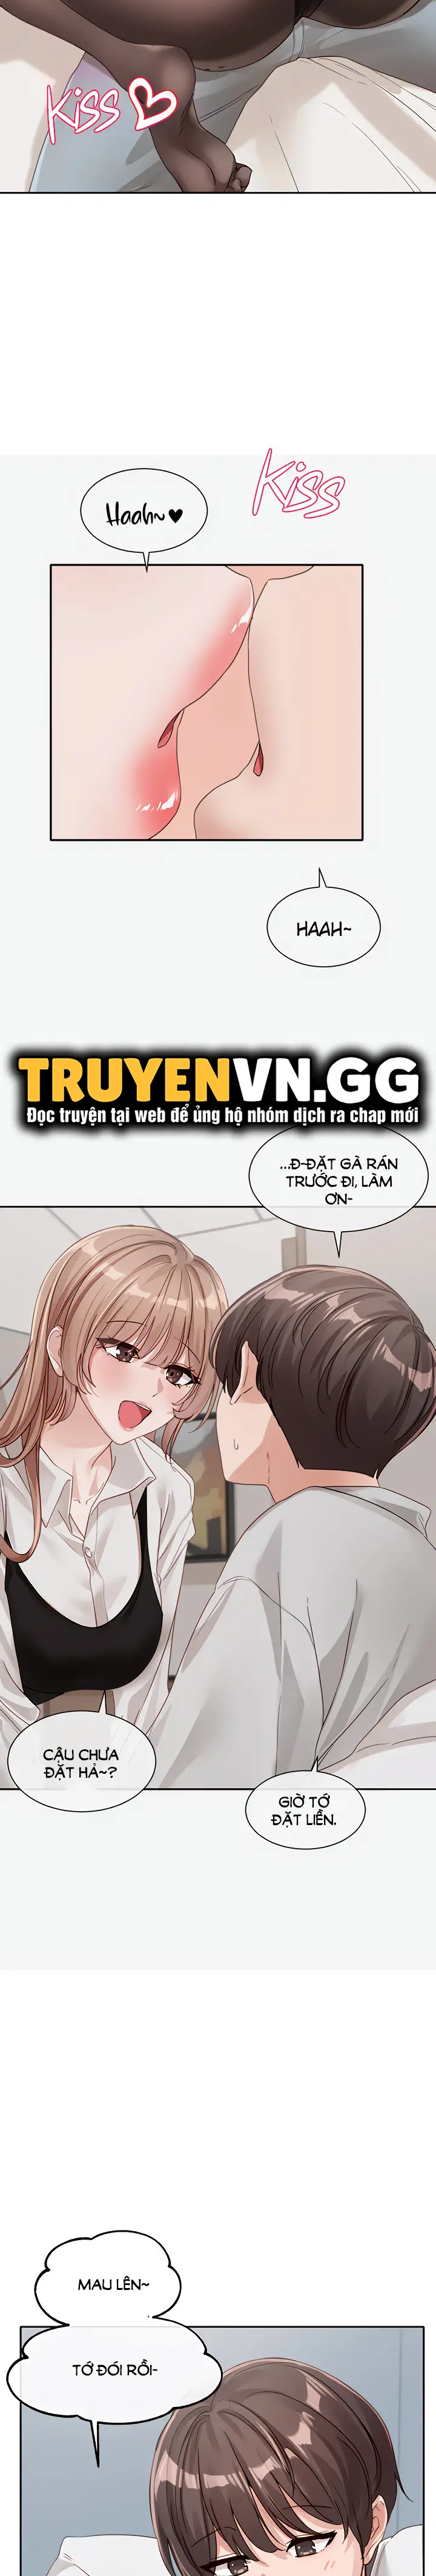 Kiss
Haah~♥
Kiss
HAAH~
TRUYENVN.GG
Đọc truyện tại web để ủng hộ nhóm dịch ra chap mới
...Đ-ĐẶT GÀ RÁN
TRƯỚC ĐI, LÀM
ƠN-
CẬU CHƯA
ĐẶT HẢ~?
GIỜ TỚ
ĐẶT LIỀN.
MAU LÊN~
TỚ ĐÓI RỒI-